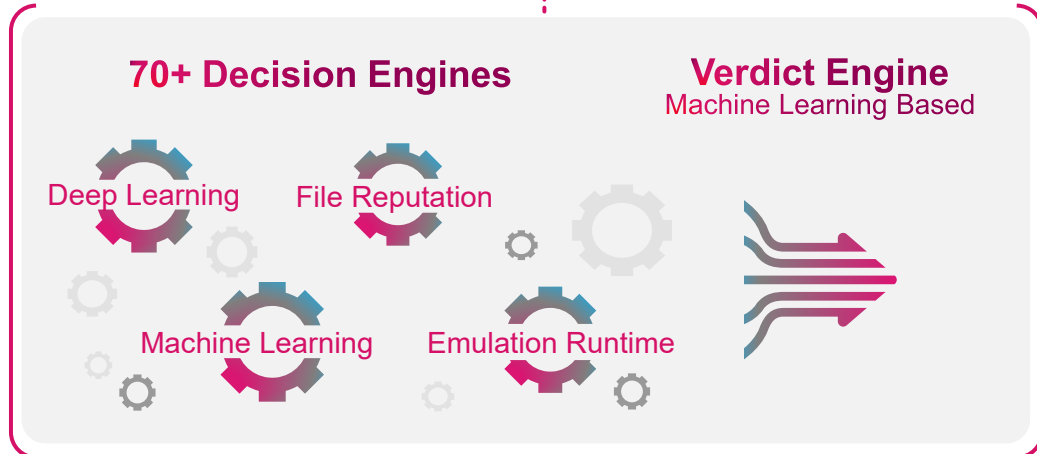 70+ Decision Engines
Verdict Engine
Machine Learning Based
Deep Learning
File Reputation
Machine Learning
Emulation Runtime